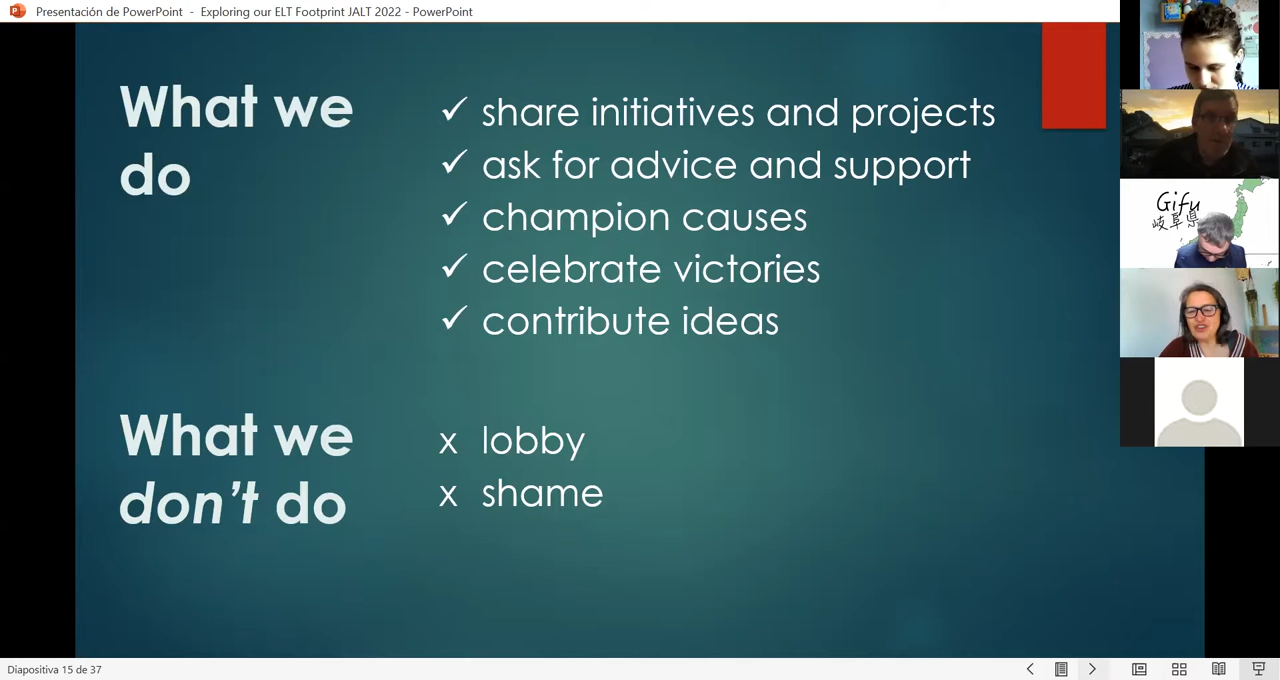 Presentación de PowerPoint - Exploring our ELT Footprint JALT 2022 - PowerPoint
What we
do
✓ share initiatives and projects
✓ ask for advice and support
✓ champion causes
✓ celebrate victories
✓ contribute ideas
What we
don't do
x lobby
x shame
Gifu
岐阜県
Diapositiva 15 de 37